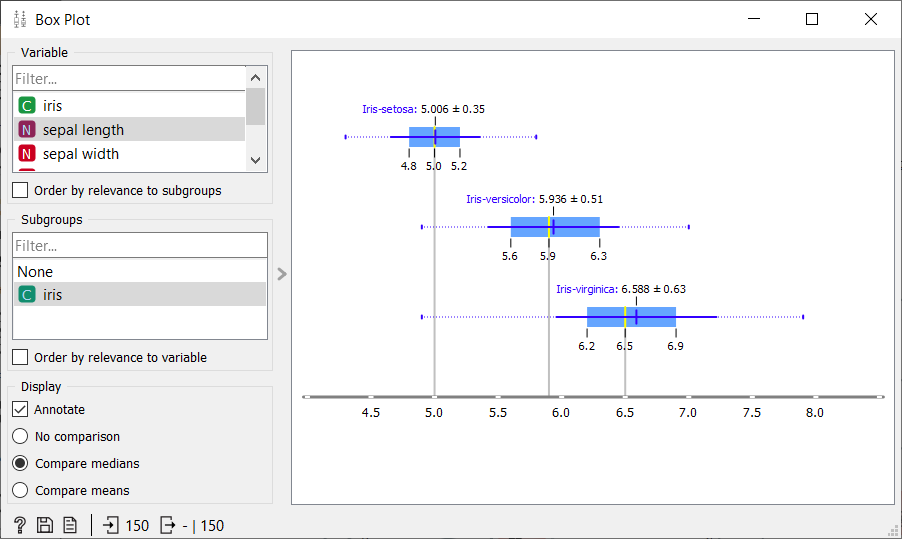 Box Plot
Variable
Filter...
C iris
N sepal length
N sepal width
Order by relevance to subgroups
Subgroups
Filter...
None
C iris
Order by relevance to variable
Display
Annotate
No comparison
Compare medians
Compare means
? 150 - | 150
Iris-setosa: 5.006 ± 0.35
4.8 5.0 5.2
Iris-versicolor: 5.936 ± 0.51
5.6 5.9 6.3
Iris-virginica: 6.588 ± 0.63
6.2 6.5 6.9
4.5 5.0 5.5 6.0 6.5 7.0 7.5 8.0